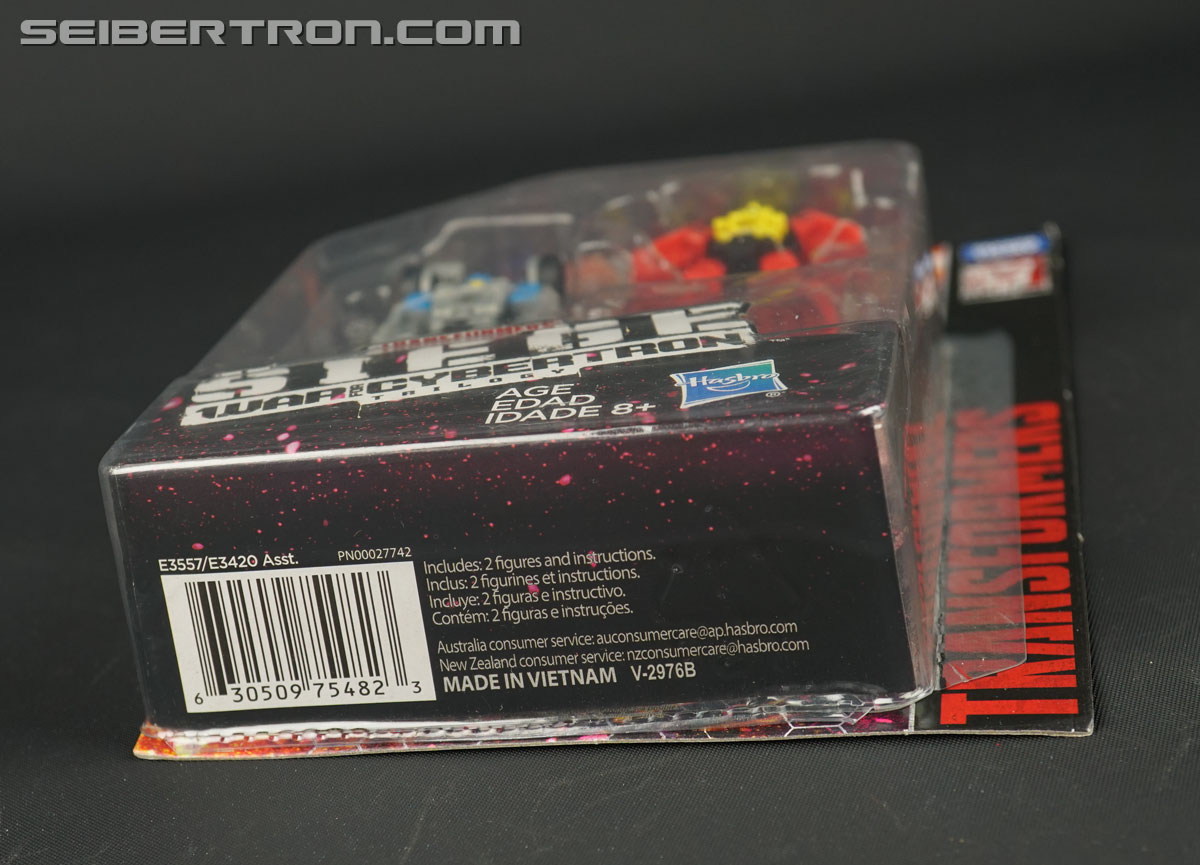 SEIBERTRON.COM
SIEGE
WAR FOR CYBERTRON
TRILOGY
AGE
EDAD
IDADE 8+
Hasbro
®
E3557/E3420 Asst.
PN00027742
Includes: 2 figures and instructions.
Inclus: 2 figurines et instructions.
Incluye: 2 figuras e instructivo.
Contém: 2 figuras e instruções.
Australia consumer service: auconsumercare@ap.hasbro.com
New Zealand consumer service: nzconsumercare@hasbro.com
MADE IN VIETNAM V-2976B
6 30509 75482 3
TRANSFORMERS